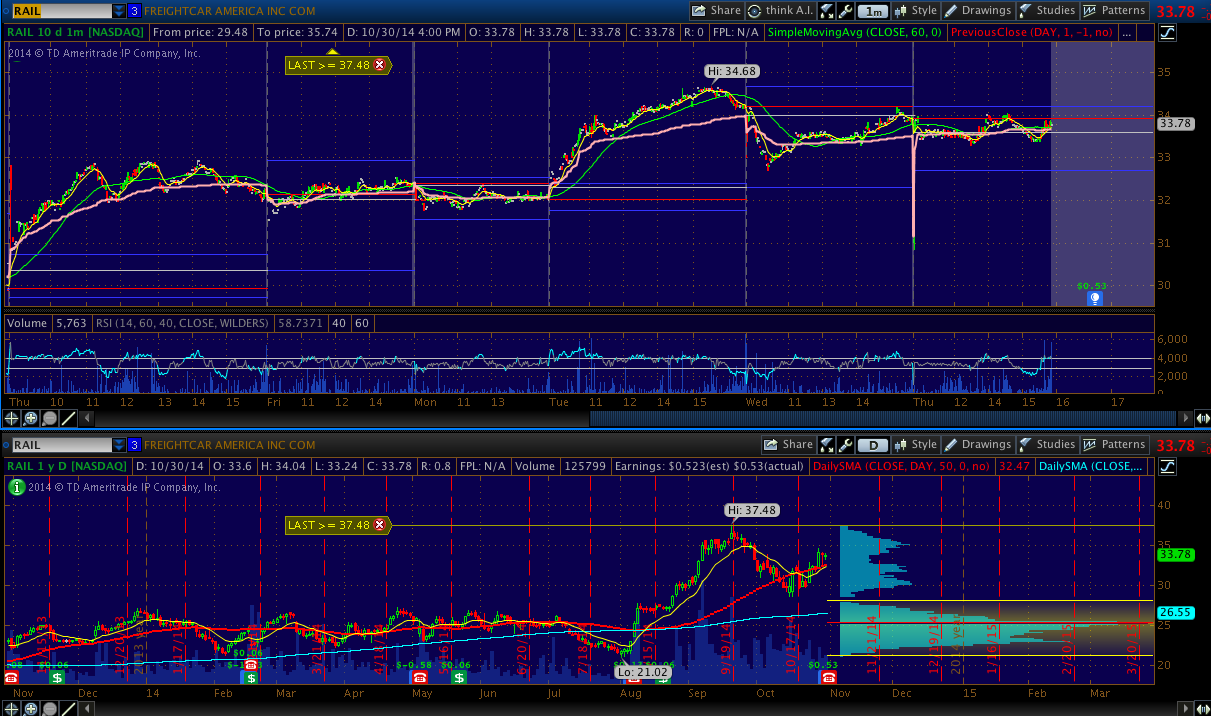 RAIL 3 FREIGHTCAR AMERICA INC COM Share think A.I. 1m Style Drawings Studies Patterns 33.78
RAIL 10 d 1m [NASDAQ] From price: 29.48 To price: 35.74 D: 10/30/14 4:00 PM O: 33.78 H: 33.78 L: 33.78 C: 33.78 R: 0 FPL: N/A SimpleMovingAvg (CLOSE, 60, 0) PreviousClose (DAY, 1, -1, no) ...
2014 © TD Ameritrade IP Company, Inc.
LAST >= 37.48
Hi: 34.68
35
34
33.78
33
32
31
30
$0.53
Volume 5,763 RSI (14, 60, 40, CLOSE, WILDERS) 58.7371 40 60
6,000
4,000
2,000
0
Thu 10 11 12 13 14 15 Fri 11 12 14 Mon 11 12 13 15 Tue 11 12 13 14 15 Wed 11 12 13 14 15 Thu 12 14 15 16 17
RAIL 3 FREIGHTCAR AMERICA INC COM Share D Style Drawings Studies Patterns 33.78
RAIL 1 y D [NASDAQ] D: 10/30/14 O: 33.6 H: 34.04 L: 33.24 C: 33.78 R: 0.8 FPL: N/A Volume 125799 Earnings: $0.523(est) $0.53(actual) DailySMA (CLOSE, DAY, 50, 0, no) 32.47 DailySMA (CLOSE,...
2014 © TD Ameritrade IP Company, Inc.
40
Hi: 37.48
LAST >= 37.48
35
33.78
30
26.55
25
20
11/21/14 12/19/14 1/16/15 2/20/15 3/20/15
$0.06 $-0.58 $0.06 $0.53
Lo: 21.02
Nov Dec 14 Feb Mar Apr May Jun Jul Aug Sep Oct Nov Dec 15 Feb Mar